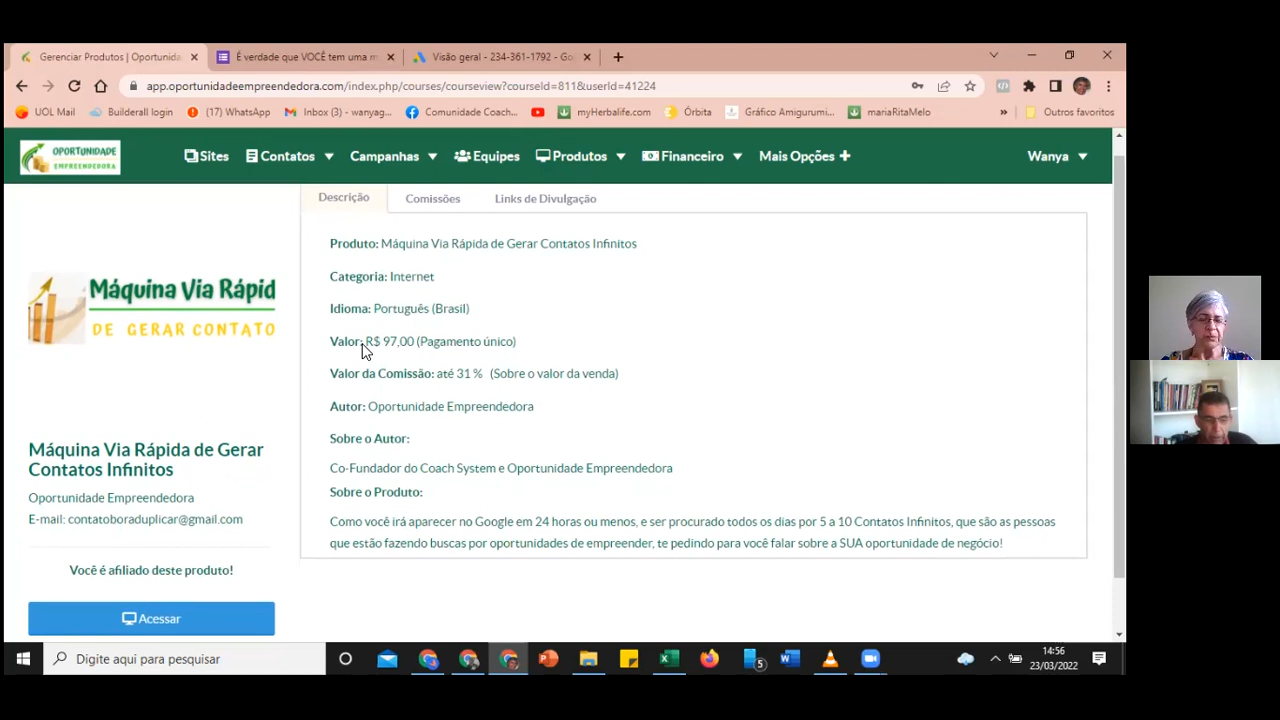 Gerenciar Produtos | Oportunida
É verdade que VOCÊ tem uma m
Visão geral - 234-361-1792 - Go
app.oportunidadeempreendedora.com/index.php/courses/courseview?courseId=811&userId=41224
UOL Mail
Builderall login
(17) WhatsApp
Inbox (3) - wanyag...
Comunidade Coach...
myHerbalife.com
Órbita
Gráfico Amigurumi...
mariaRitaMelo
»
Outros favoritos
OPORTUNIDADE
EMPREENDEDORA
Sites
Contatos
Campanhas
Equipes
Produtos
Financeiro
Mais Opções +
Wanya
Descrição
Comissões
Links de Divulgação
Máquina Via Rápid
DE GERAR CONTATO
Máquina Via Rápida de Gerar
Contatos Infinitos
Oportunidade Empreendedora
E-mail: contatoboraduplicar@gmail.com
Você é afiliado deste produto!
Acessar
Produto: Máquina Via Rápida de Gerar Contatos Infinitos
Categoria: Internet
Idioma: Português (Brasil)
Valor: R$ 97,00 (Pagamento único)
Valor da Comissão: até 31 % (Sobre o valor da venda)
Autor: Oportunidade Empreendedora
Sobre o Autor:
Co-Fundador do Coach System e Oportunidade Empreendedora
Sobre o Produto:
Como você irá aparecer no Google em 24 horas ou menos, e ser procurado todos os dias por 5 a 10 Contatos Infinitos, que são as pessoas
que estão fazendo buscas por oportunidades de empreender, te pedindo para você falar sobre a SUA oportunidade de negócio!
Digite aqui para pesquisar
5
14:56
23/03/2022